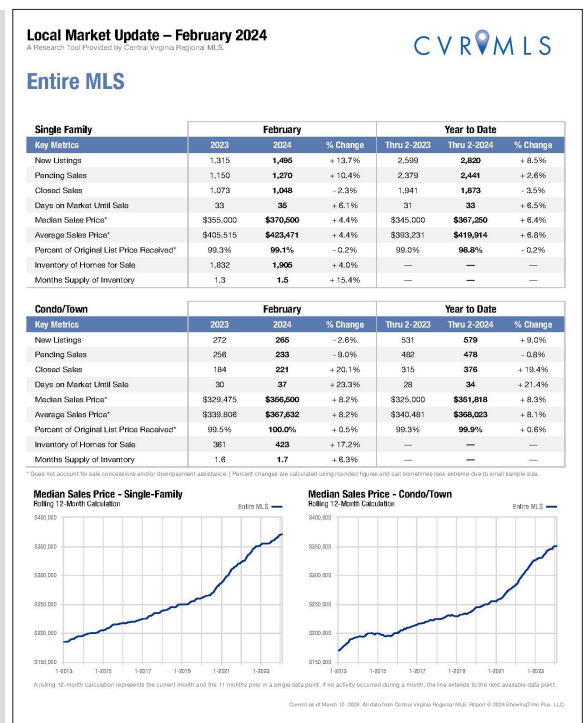 Local Market Update – February 2024
A Research Tool Provided by Central Virginia Regional MLS.
CVR MLS
Entire MLS
Single Family February Year to Date
Key Metrics 2023 2024 % Change Thru 2-2023 Thru 2-2024 % Change
New Listings 1,315 1,495 + 13.7% 2,599 2,820 + 8.5%
Pending Sales 1,150 1,270 + 10.4% 2,379 2,441 + 2.6%
Closed Sales 1,073 1,048 - 2.3% 1,941 1,873 - 3.5%
Days on Market Until Sale 33 35 + 6.1% 31 33 + 6.5%
Median Sales Price* $355,000 $370,500 + 4.4% $345,000 $367,250 + 6.4%
Average Sales Price* $405,515 $423,471 + 4.4% $393,231 $419,914 + 6.8%
Percent of Original List Price Received* 99.3% 99.1% - 0.2% 99.0% 98.8% - 0.2%
Inventory of Homes for Sale 1,832 1,905 + 4.0% — — —
Months Supply of Inventory 1.3 1.5 + 15.4% — — —
Condo/Town February Year to Date
Key Metrics 2023 2024 % Change Thru 2-2023 Thru 2-2024 % Change
New Listings 272 265 - 2.6% 531 579 + 9.0%
Pending Sales 256 233 - 9.0% 482 478 - 0.8%
Closed Sales 184 221 + 20.1% 315 376 + 19.4%
Days on Market Until Sale 30 37 + 23.3% 28 34 + 21.4%
Median Sales Price* $329,475 $356,500 + 8.2% $325,000 $351,818 + 8.3%
Average Sales Price* $339,806 $367,632 + 8.2% $340,481 $368,023 + 8.1%
Percent of Original List Price Received* 99.5% 100.0% + 0.5% 99.3% 99.9% + 0.6%
Inventory of Homes for Sale 361 423 + 17.2% — — —
Months Supply of Inventory 1.6 1.7 + 6.3% — — —
* Does not account for sale concessions and/or downpayment assistance. | Percent changes are calculated using rounded figures and can sometimes look extreme due to small sample size.
Median Sales Price - Single-Family
Rolling 12-Month Calculation
Entire MLS
$400,000
$350,000
$300,000
$250,000
$200,000
$150,000
1-2013 1-2015 1-2017 1-2019 1-2021 1-2023
Median Sales Price - Condo/Town
Rolling 12-Month Calculation
Entire MLS
$400,000
$350,000
$300,000
$250,000
$200,000
$150,000
1-2013 1-2015 1-2017 1-2019 1-2021 1-2023
A rolling 12-month calculation represents the current month and the 11 months prior in a single data point. If no activity occurred during a month, the line extends to the next available data point.
Current as of March 10, 2024. All data from Central Virginia Regional MLS. Report © 2024 ShowingTime Plus, LLC.